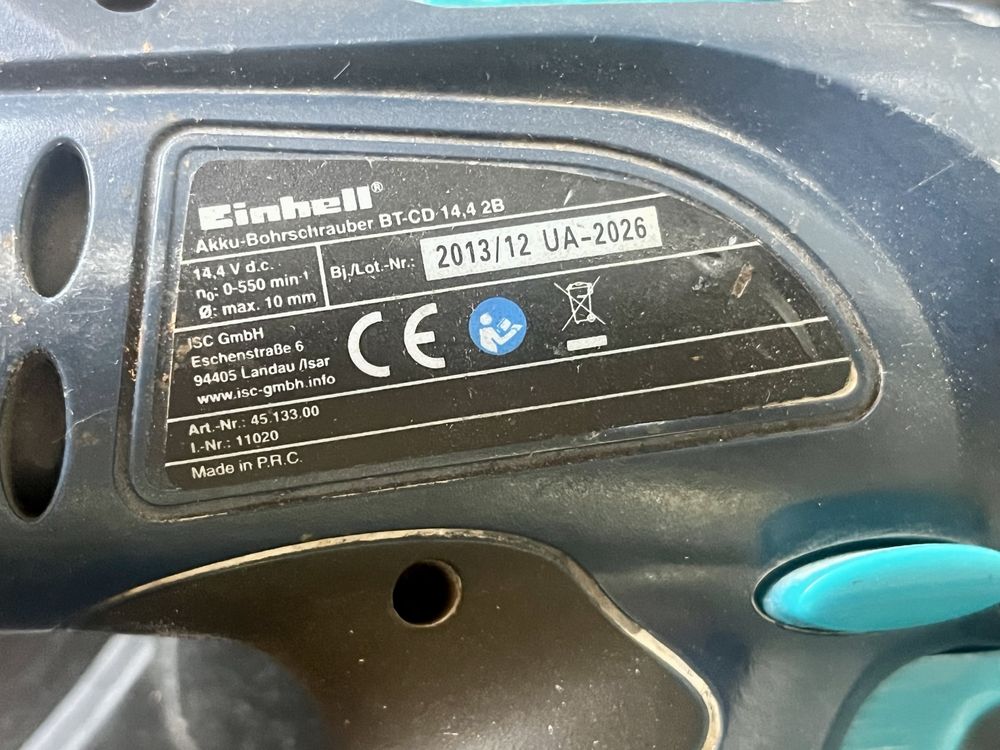 Einhell®
Akku-Bohrschrauber BT-CD 14,4 2B
14,4 V d.c.
n₀: 0-550 min⁻¹
Ø: max. 10 mm
Bj./Lot.-Nr.: 2013/12 UA-2026
ISC GmbH
Eschenstraße 6
94405 Landau /Isar
www.isc-gmbh.info
CE
Art.-Nr.: 45.133.00
I.-Nr.: 11020
Made in P.R.C.